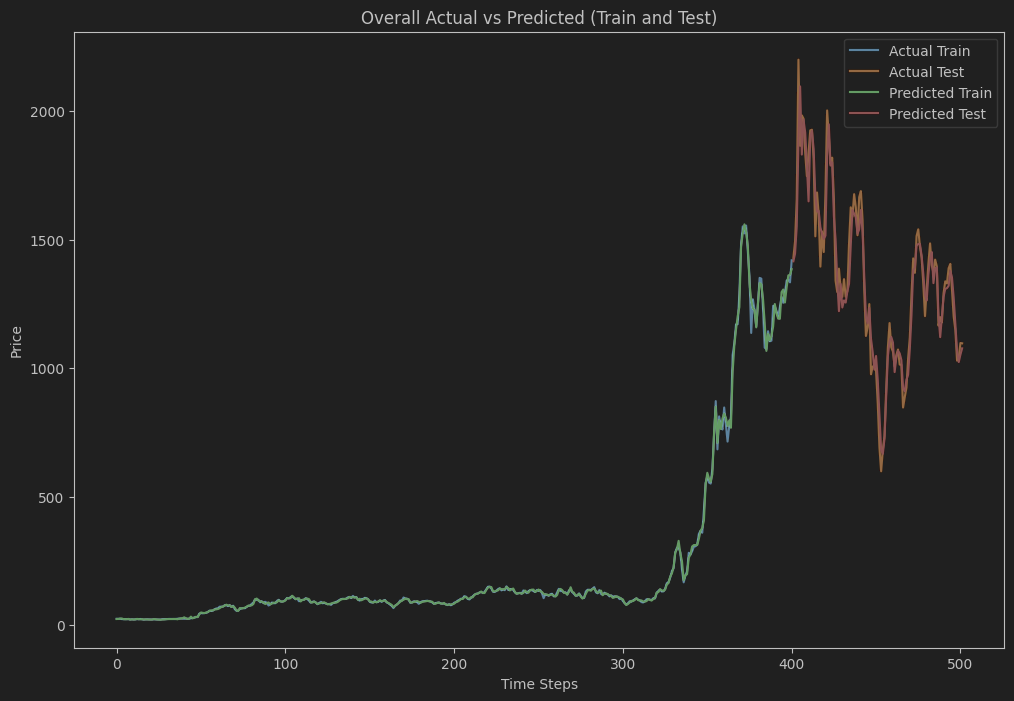 Overall Actual vs Predicted (Train and Test)
Actual Train
Actual Test
Predicted Train
Predicted Test
Price
2000
1500
1000
500
0
0 100 200 300 400 500
Time Steps